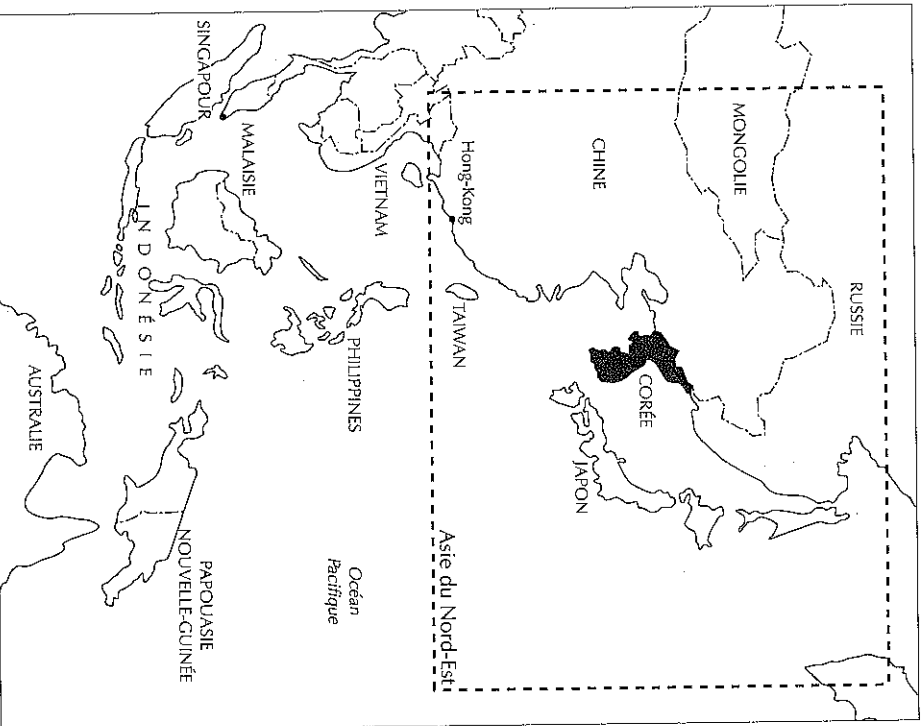 RUSSIE
MONGOLIE
CHINE
CORÉE
JAPON
Hong-Kong
TAIWAN
Asie du Nord-Est
VIETNAM
PHILIPPINES
Océan
Pacifique
MALAISIE
SINGAPOUR
INDONÉSIE
PAPOUASIE
NOUVELLE-GUINÉE
AUSTRALIE